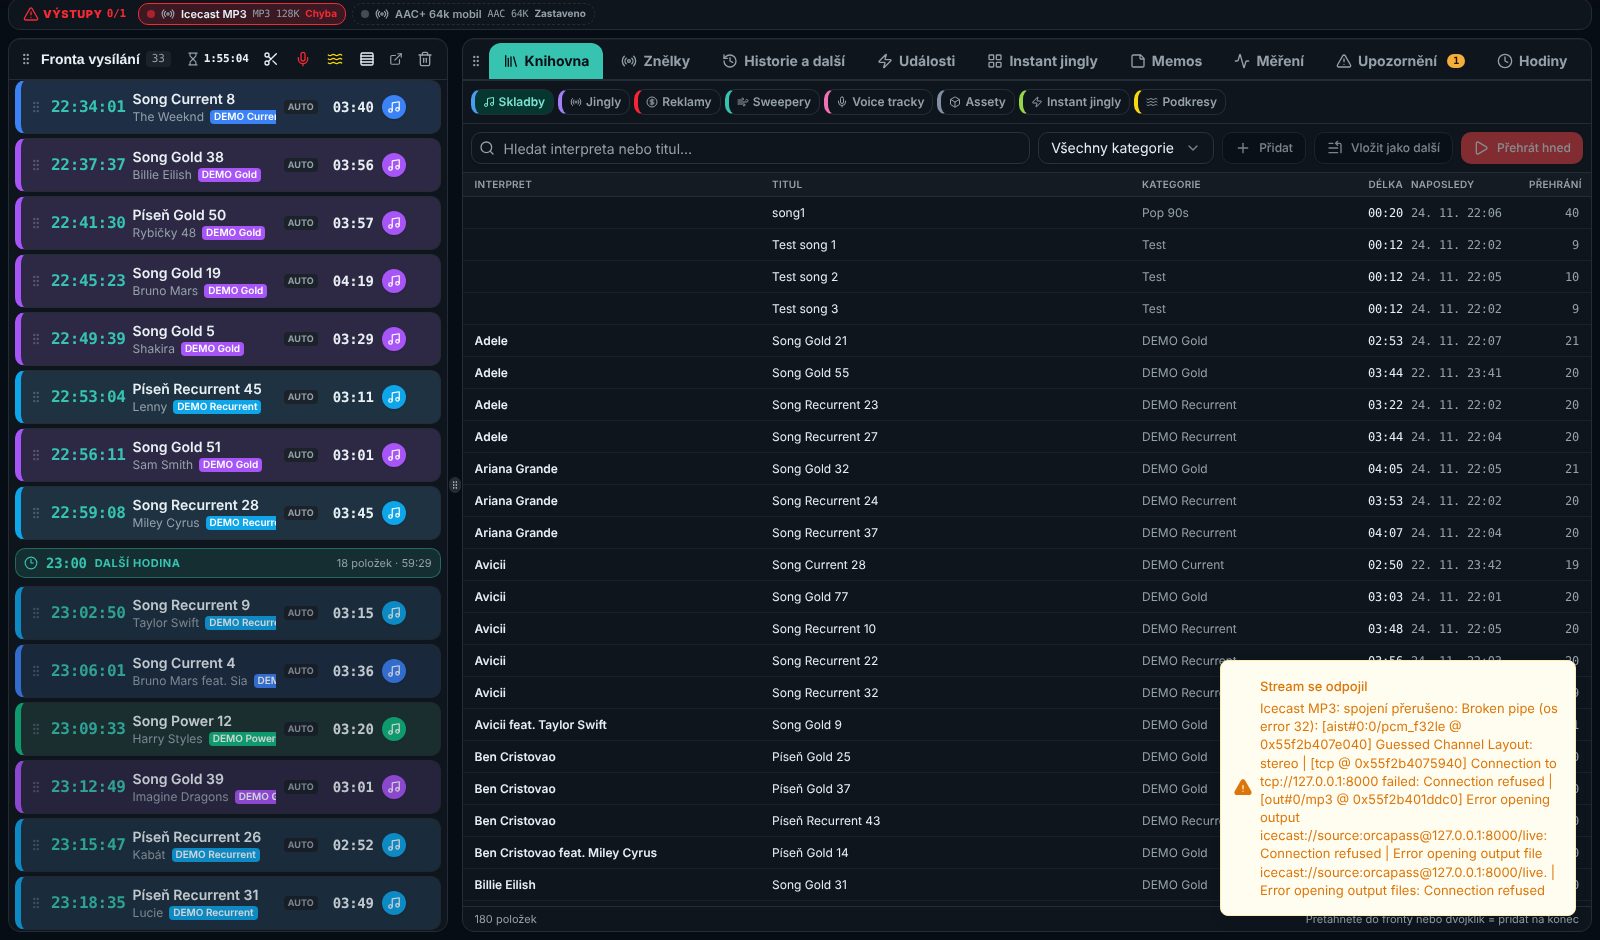 VÝSTUPY 0/1
Icecast MP3 MP3 128K Chyba
AAC+ 64k mobil AAC 64K Zastaveno
Fronta vysílání 33 1:55:04
22:34:01 Song Current 8 AUTO 03:40
The Weeknd DEMO Curre
22:37:37 Song Gold 38 AUTO 03:56
Billie Eilish DEMO Gold
22:41:30 Píseň Gold 50 AUTO 03:57
Rybičky 48 DEMO Gold
22:45:23 Song Gold 19 AUTO 04:19
Bruno Mars DEMO Gold
22:49:39 Song Gold 5 AUTO 03:29
Shakira DEMO Gold
22:53:04 Píseň Recurrent 45 AUTO 03:11
Lenny DEMO Recurrent
22:56:11 Song Gold 51 AUTO 03:01
Sam Smith DEMO Gold
22:59:08 Song Recurrent 28 AUTO 03:45
Miley Cyrus DEMO Recurr
23:00 DALŠÍ HODINA 18 položek · 59:29
23:02:50 Song Recurrent 9 AUTO 03:15
Taylor Swift DEMO Recurr
23:06:01 Song Current 4 AUTO 03:36
Bruno Mars feat. Sia DEM
23:09:33 Song Power 12 AUTO 03:20
Harry Styles DEMO Power
23:12:49 Song Gold 39 AUTO 03:01
Imagine Dragons DEMO G
23:15:47 Píseň Recurrent 26 AUTO 02:52
Kabát DEMO Recurrent
23:18:35 Píseň Recurrent 31 AUTO 03:49
Lucie DEMO Recurrent
Knihovna Znělky Historie a další Události Instant jingly Memos Měření Upozornění 1 Hodiny
Skladby Jingly Reklamy Sweepery Voice tracky Assety Instant jingly Podkresy
Hledat interpreta nebo titul... Všechny kategorie Přidat Vložit jako další Přehrát hned
INTERPRET TITUL KATEGORIE DÉLKA NAPOSLEDY PŘEHRÁNÍ
song1 Pop 90s 00:20 24. 11. 22:06 40
Test song 1 Test 00:12 24. 11. 22:02 9
Test song 2 Test 00:12 24. 11. 22:05 10
Test song 3 Test 00:12 24. 11. 22:02 9
Adele Song Gold 21 DEMO Gold 02:53 24. 11. 22:07 21
Adele Song Gold 55 DEMO Gold 03:44 22. 11. 23:41 20
Adele Song Recurrent 23 DEMO Recurrent 03:22 24. 11. 22:02 20
Adele Song Recurrent 27 DEMO Recurrent 03:44 24. 11. 22:04 20
Ariana Grande Song Gold 32 DEMO Gold 04:05 24. 11. 22:05 21
Ariana Grande Song Recurrent 24 DEMO Recurrent 03:53 24. 11. 22:02 20
Ariana Grande Song Recurrent 37 DEMO Recurrent 04:07 24. 11. 22:04 20
Avicii Song Current 28 DEMO Current 02:50 22. 11. 23:42 19
Avicii Song Gold 77 DEMO Gold 03:03 24. 11. 22:01 20
Avicii Song Recurrent 10 DEMO Recurrent 03:48 24. 11. 22:05 20
Avicii Song Recurrent 22 DEMO Recurrent
Avicii Song Recurrent 32 DEMO Recurr
Avicii feat. Taylor Swift Song Gold 9 DEMO Gold
Ben Cristovao Píseň Gold 25 DEMO Gold
Ben Cristovao Píseň Gold 37 DEMO Gold
Ben Cristovao Píseň Recurrent 43 DEMO Recurr
Ben Cristovao feat. Miley Cyrus Píseň Gold 14 DEMO Gold
Billie Eilish Song Gold 31 DEMO Gold
180 položek Přetáhněte do fronty nebo dvojklik = přidat na konec
Stream se odpojil
Icecast MP3: spojení přerušeno: Broken pipe (os
error 32): [aist#0:0/pcm_f32le @
0x55f2b407e040] Guessed Channel Layout:
stereo | [tcp @ 0x55f2b4075940] Connection to
tcp://127.0.0.1:8000 failed: Connection refused |
[out#0/mp3 @ 0x55f2b401ddc0] Error opening
output
icecast://source:orcapass@127.0.0.1:8000/live:
Connection refused | Error opening output file
icecast://source:orcapass@127.0.0.1:8000/live. |
Error opening output files: Connection refused